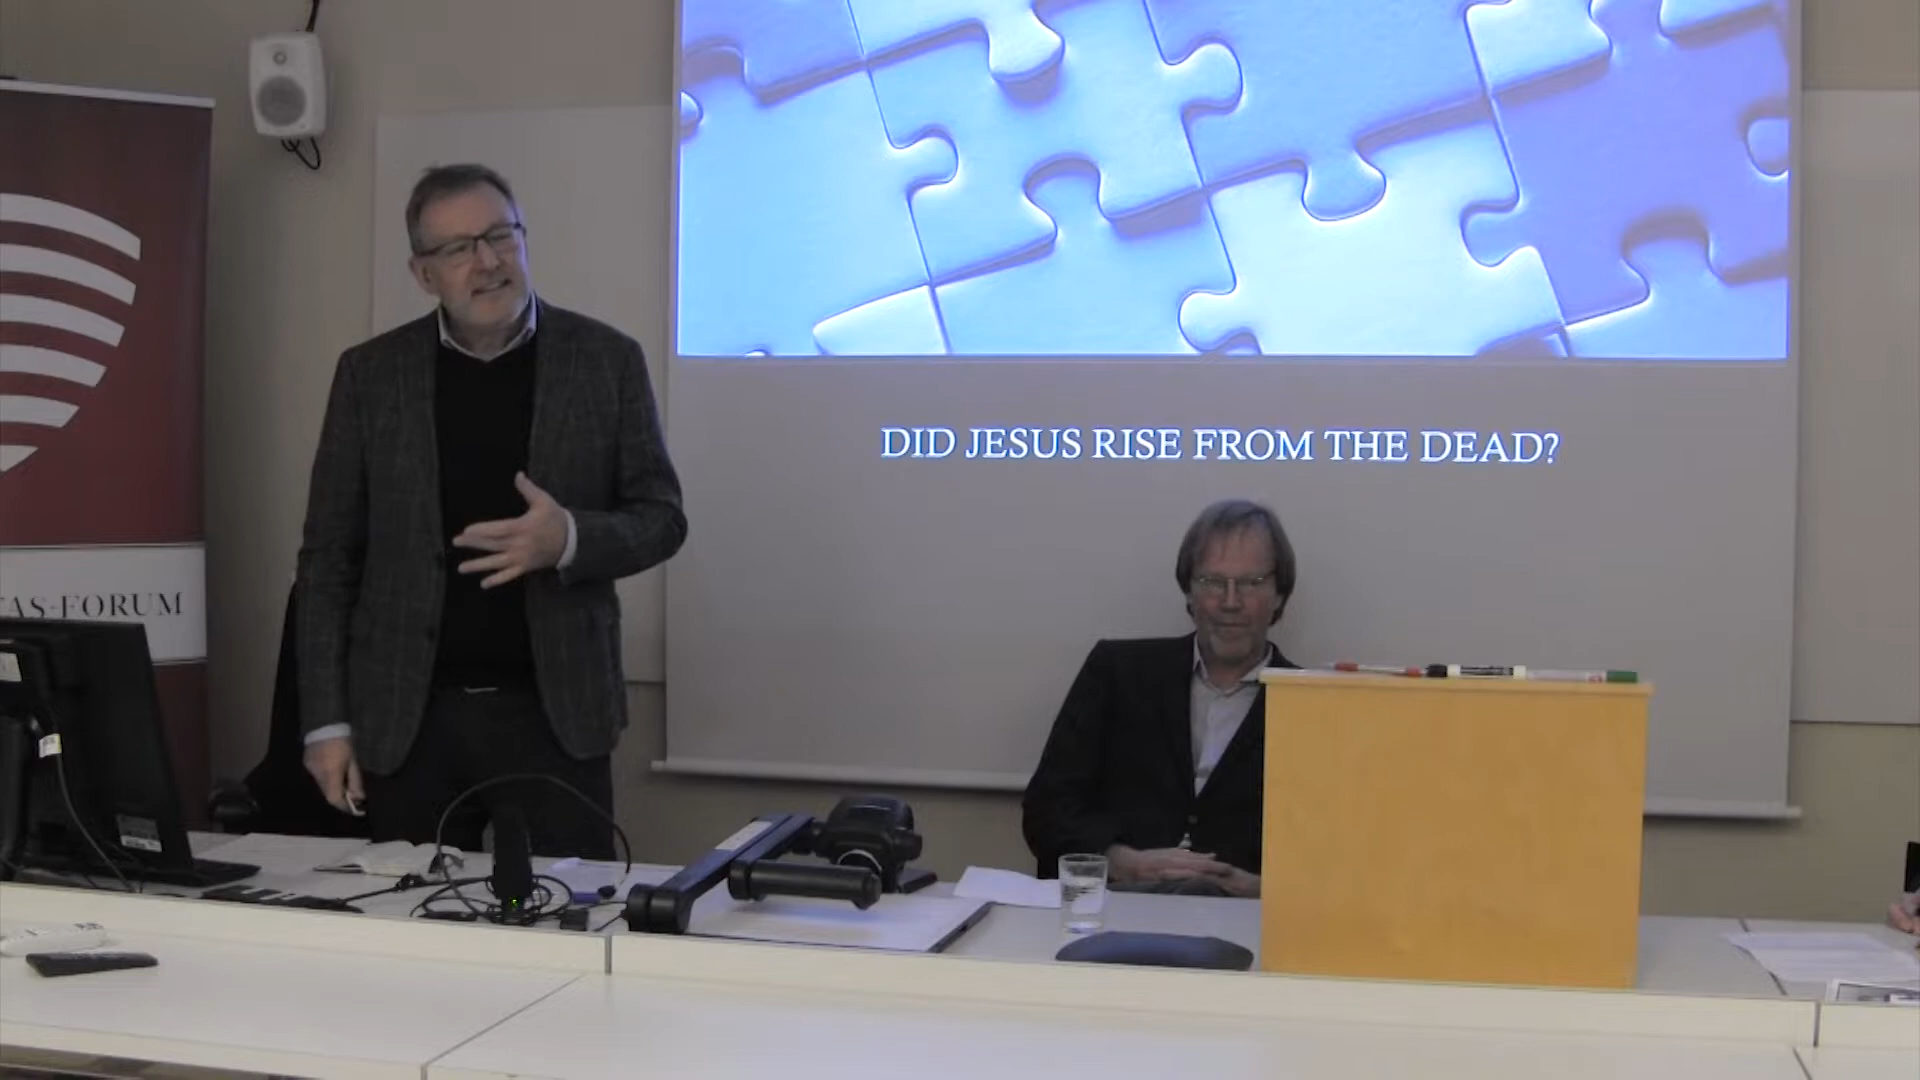 DID JESUS RISE FROM THE DEAD?
TAS-FORUM